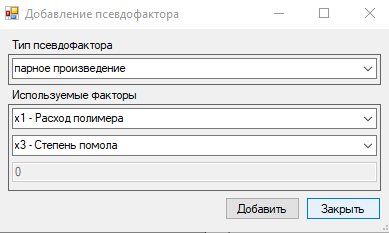 Добавление псевдофактора
Тип псевдофактора
парное произведение
Используемые факторы
x1 - Расход полимера
x3 - Степень помола
0
Добавить
Закрыть